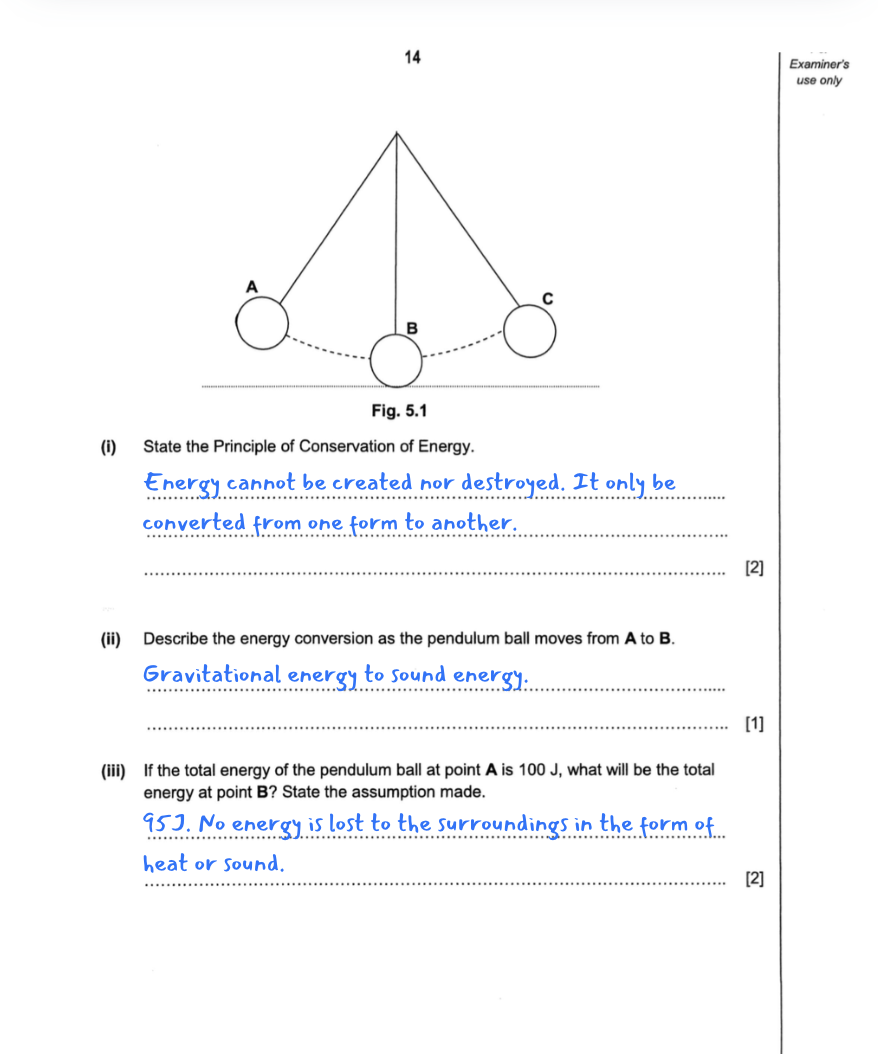 14
Examiner's
use only
A
C
B
Fig. 5.1
(i) State the Principle of Conservation of Energy.
Energy cannot be created nor destroyed. It only be
converted from one form to another.
[2]
(ii) Describe the energy conversion as the pendulum ball moves from A to B.
Gravitational energy to sound energy.
[1]
(iii) If the total energy of the pendulum ball at point A is 100 J, what will be the total
energy at point B? State the assumption made.
95J. No energy is lost to the surroundings in the form of
heat or sound.
[2]